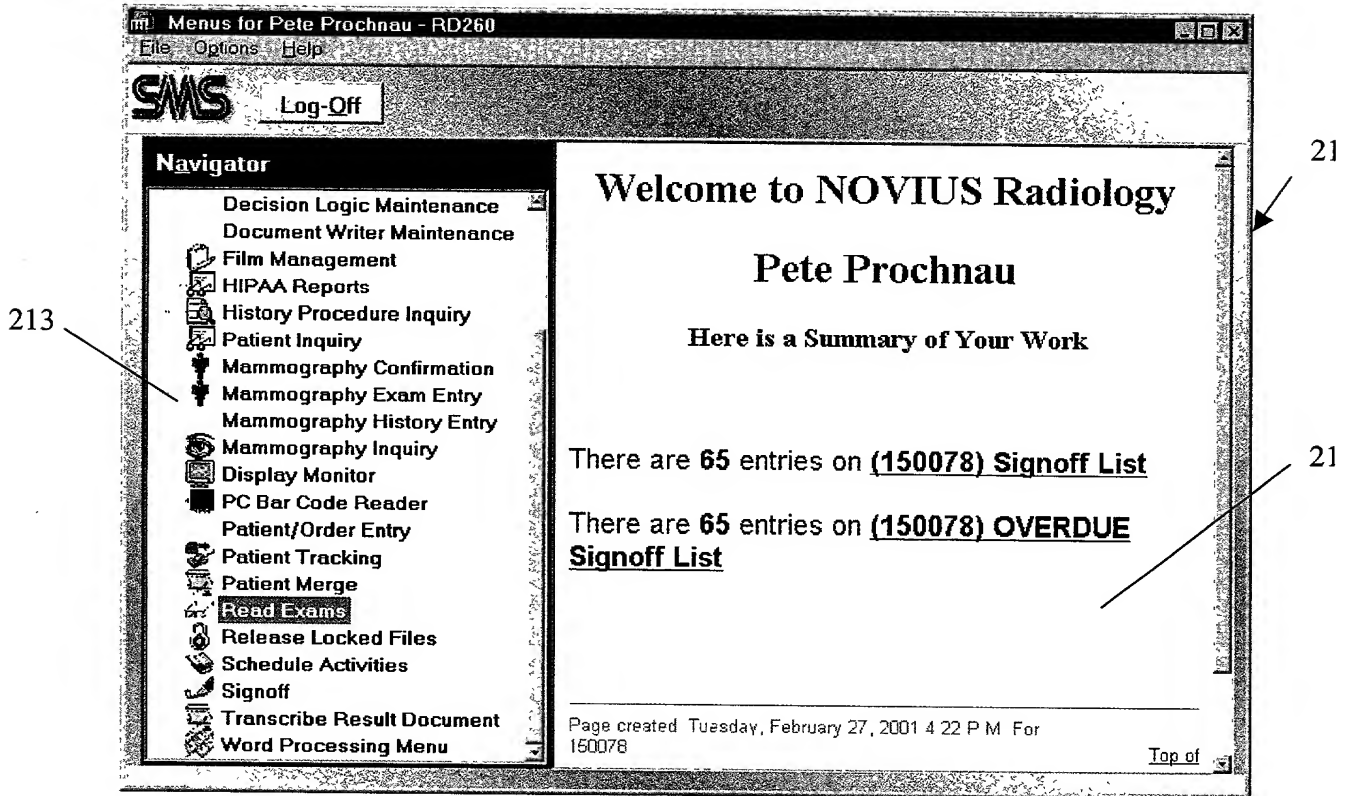 Menus for Pete Prochnau - RD260
File Options Help
SMS
Log-Off
Navigator
Decision Logic Maintenance
Document Writer Maintenance
Film Management
HIPAA Reports
History Procedure Inquiry
Patient Inquiry
Mammography Confirmation
Mammography Exam Entry
Mammography History Entry
Mammography Inquiry
Display Monitor
PC Bar Code Reader
Patient/Order Entry
Patient Tracking
Patient Merge
Read Exams
Release Locked Files
Schedule Activities
Signoff
Transcribe Result Document
Word Processing Menu
Welcome to NOVIUS Radiology
Pete Prochnau
Here is a Summary of Your Work
There are 65 entries on (150078) Signoff List
There are 65 entries on (150078) OVERDUE
Signoff List
Page created Tuesday, February 27, 2001 4 22 P M For
150078
Top of
213
21
21